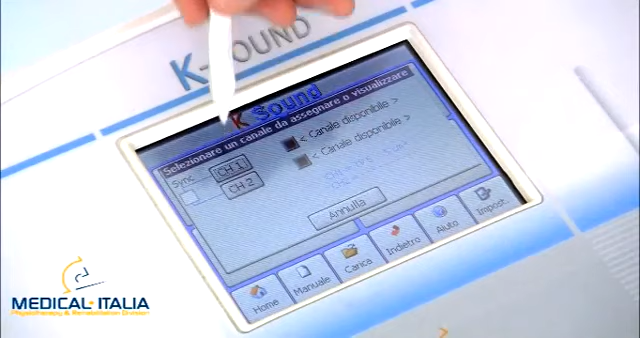 K-SOUND
K Sound
Selezionare un canale da assegnare o visualizzare
Sync
CH 1
< Canale disponibile >
CH 2
< Canale disponibile >
Annulla
Home
Manuale
Carica
Indietro
Aiuto
Impost.
MEDICAL ITALIA
Physiotherapy & Rehabilitation Division